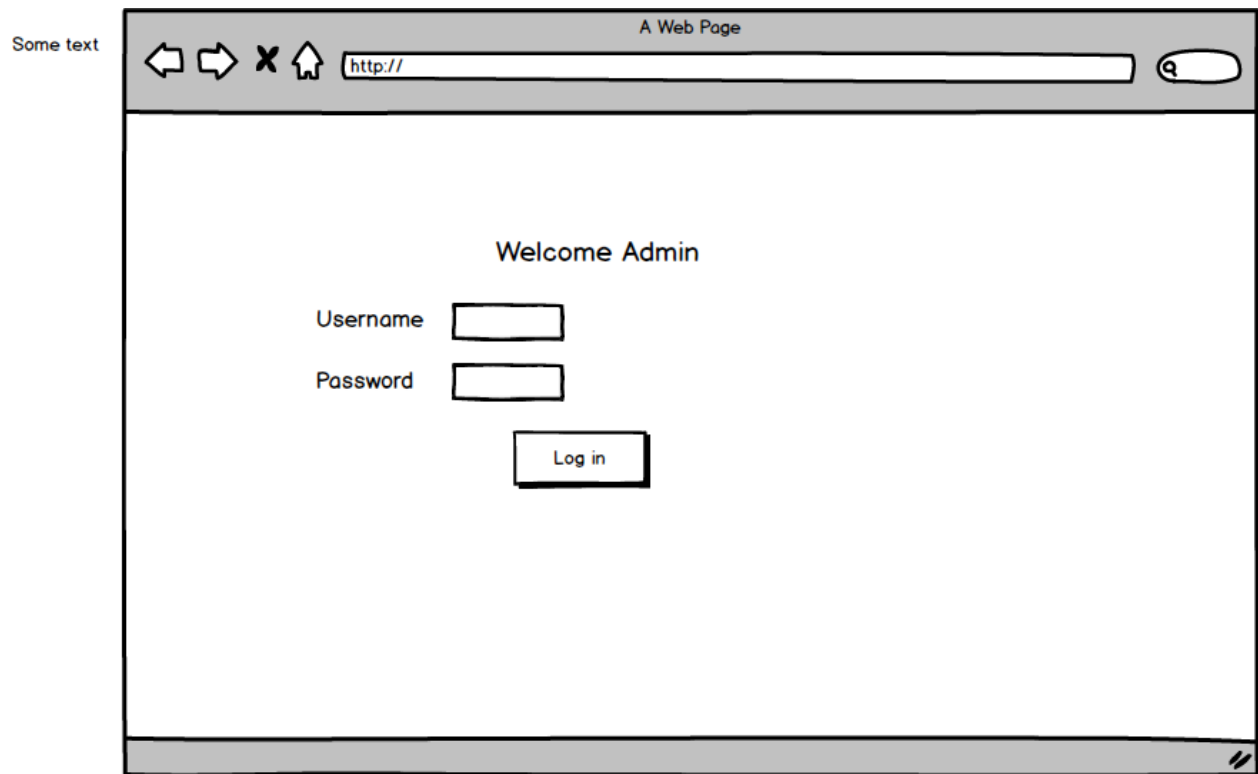 A Web Page
Some text
http://
Welcome Admin
Username
Password
Log in